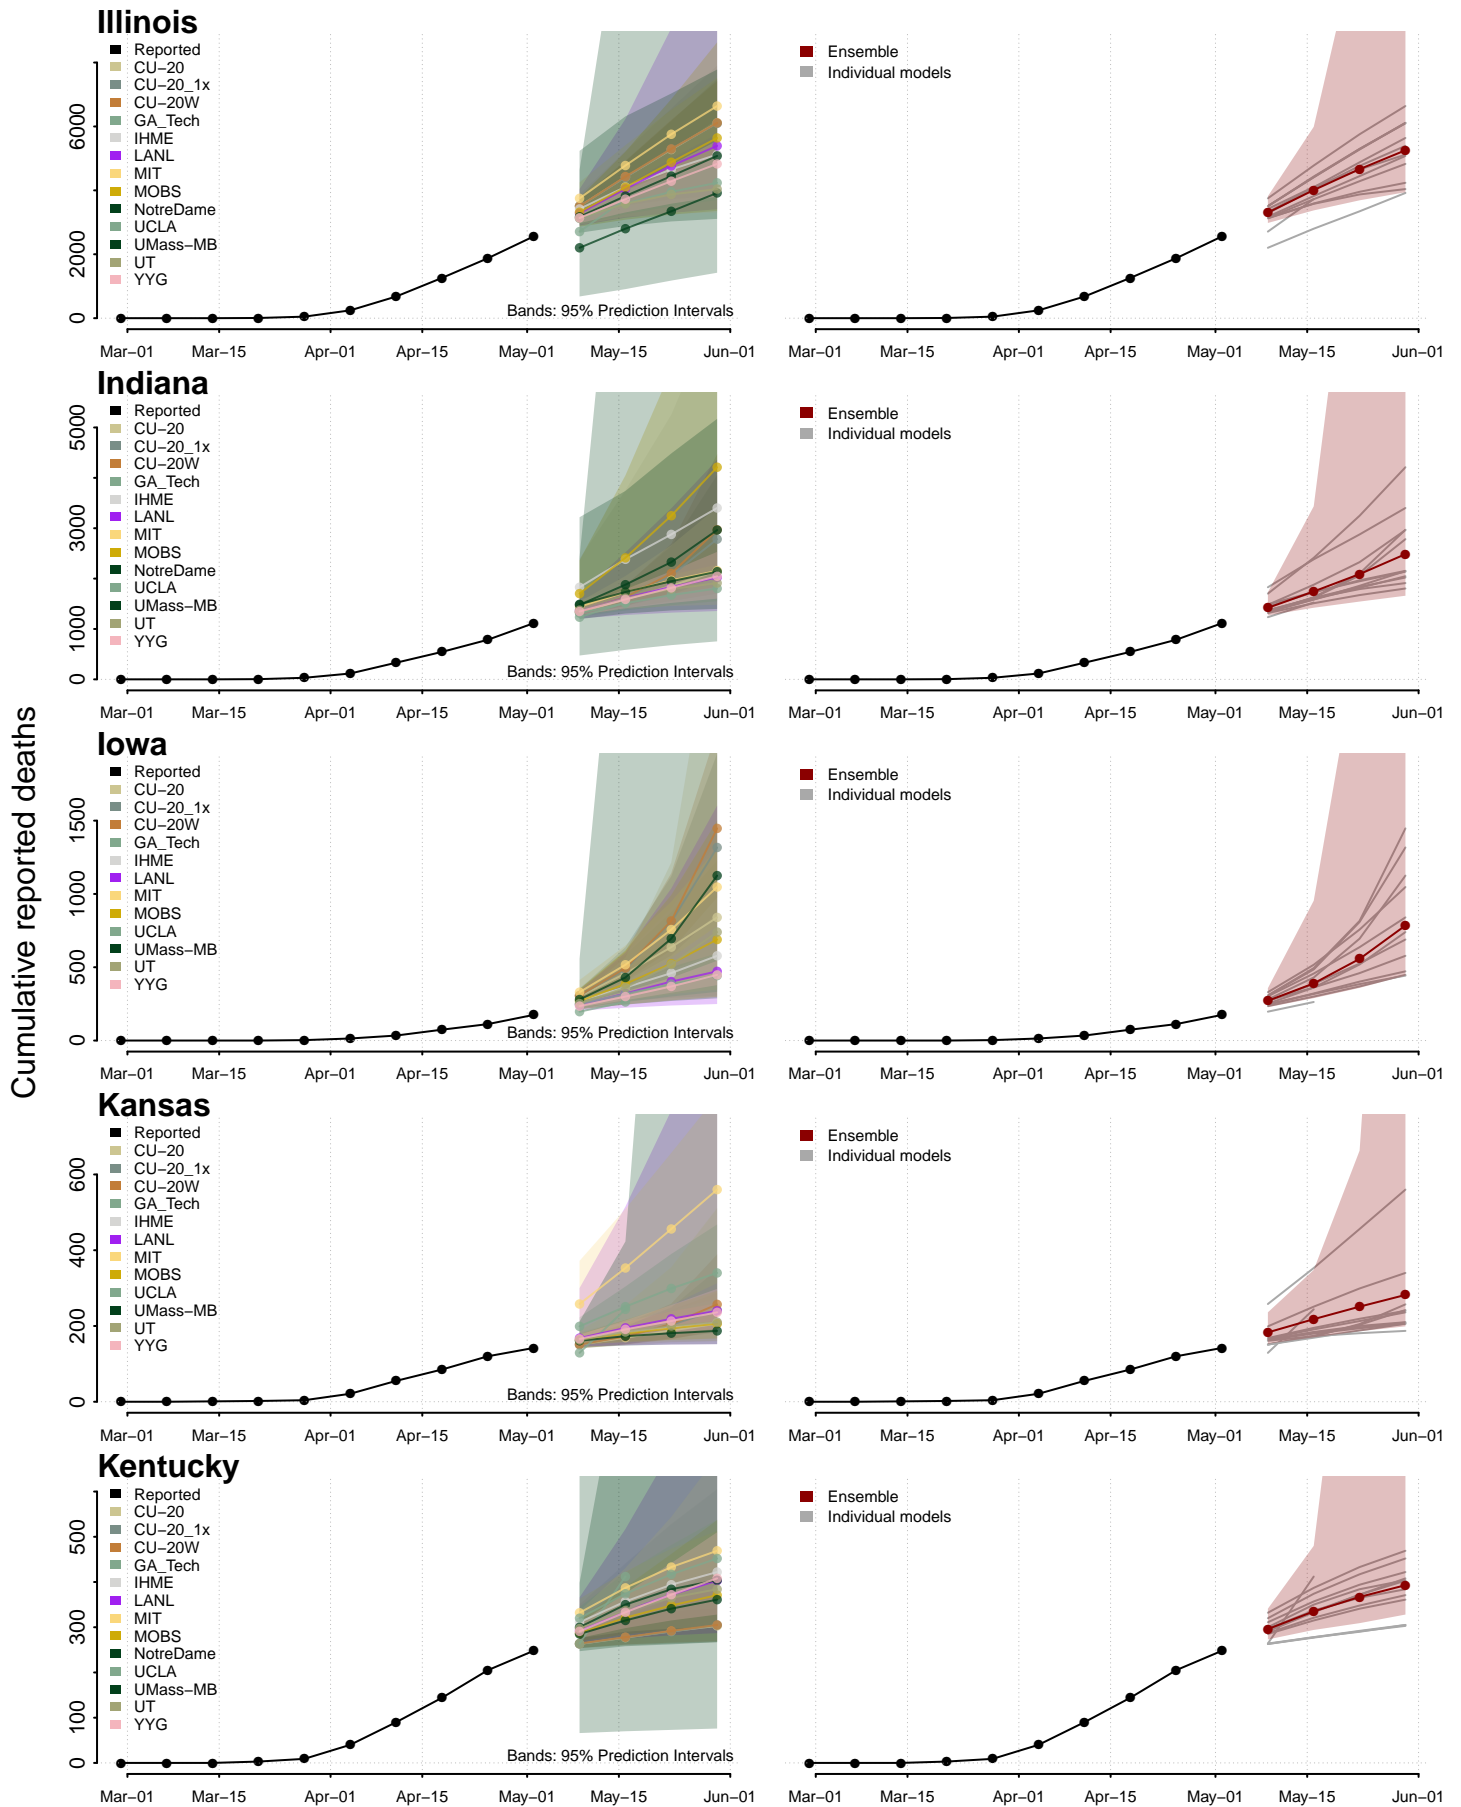 Cumulative reported deaths
Illinois
Reported
CU−20
CU−20_1x
CU−20W
GA_Tech
IHME
LANL
MIT
MOBS
NotreDame
UCLA
UMass−MB
UT
YYG
0
2000
6000
Bands: 95% Prediction Intervals
Mar−01 Mar−15 Apr−01 Apr−15 May−01 May−15 Jun−01
Ensemble
Individual models
Mar−01 Mar−15 Apr−01 Apr−15 May−01 May−15 Jun−01
Indiana
Reported
CU−20
CU−20_1x
CU−20W
GA_Tech
IHME
LANL
MIT
MOBS
NotreDame
UCLA
UMass−MB
UT
YYG
0
1000
3000
5000
Bands: 95% Prediction Intervals
Mar−01 Mar−15 Apr−01 Apr−15 May−01 May−15 Jun−01
Ensemble
Individual models
Mar−01 Mar−15 Apr−01 Apr−15 May−01 May−15 Jun−01
Iowa
Reported
CU−20
CU−20_1x
CU−20W
GA_Tech
IHME
LANL
MIT
MOBS
UCLA
UMass−MB
UT
YYG
0
500
1000
1500
Bands: 95% Prediction Intervals
Mar−01 Mar−15 Apr−01 Apr−15 May−01 May−15 Jun−01
Ensemble
Individual models
Mar−01 Mar−15 Apr−01 Apr−15 May−01 May−15 Jun−01
Kansas
Reported
CU−20
CU−20_1x
CU−20W
GA_Tech
IHME
LANL
MIT
MOBS
UCLA
UMass−MB
UT
YYG
0
200
400
600
Bands: 95% Prediction Intervals
Mar−01 Mar−15 Apr−01 Apr−15 May−01 May−15 Jun−01
Ensemble
Individual models
Mar−01 Mar−15 Apr−01 Apr−15 May−01 May−15 Jun−01
Kentucky
Reported
CU−20
CU−20_1x
CU−20W
GA_Tech
IHME
LANL
MIT
MOBS
NotreDame
UCLA
UMass−MB
UT
YYG
0
100
300
500
Bands: 95% Prediction Intervals
Mar−01 Mar−15 Apr−01 Apr−15 May−01 May−15 Jun−01
Ensemble
Individual models
Mar−01 Mar−15 Apr−01 Apr−15 May−01 May−15 Jun−01